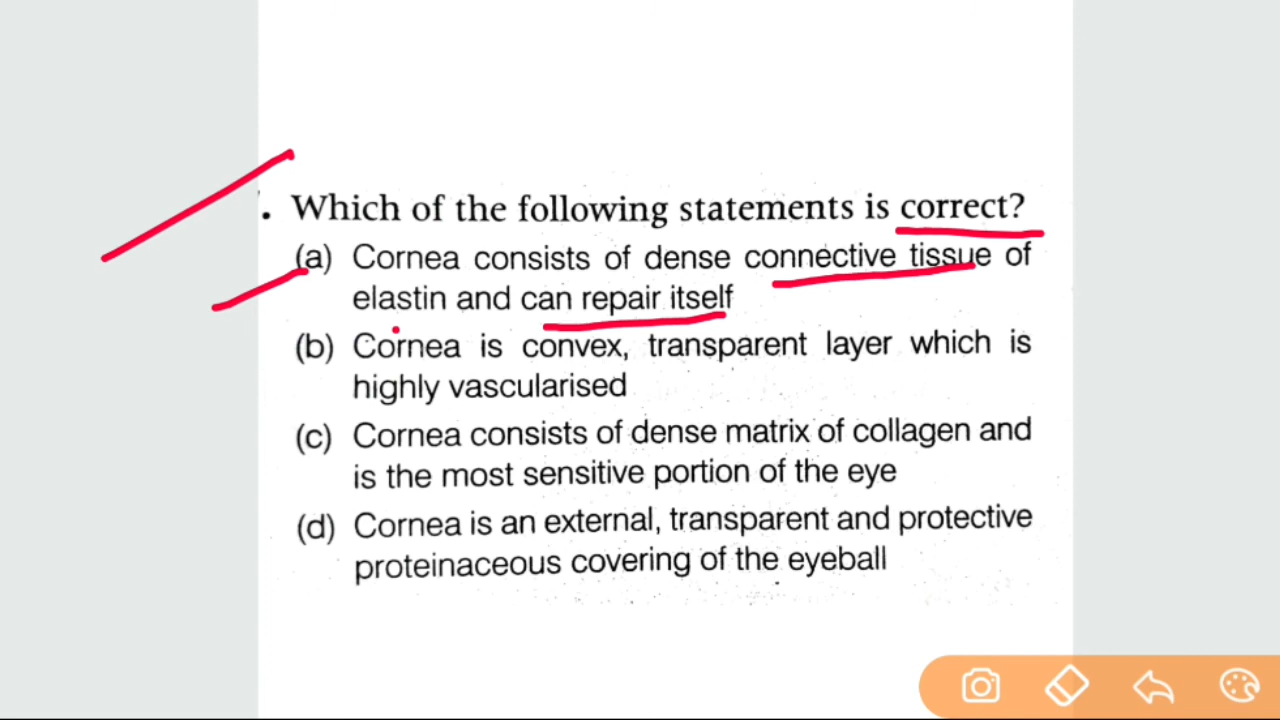 . Which of the following statements is correct?
(a) Cornea consists of dense connective tissue of
elastin and can repair itself
(b) Cornea is convex, transparent layer which is
highly vascularised
(c) Cornea consists of dense matrix of collagen and
is the most sensitive portion of the eye
(d) Cornea is an external, transparent and protective
proteinaceous covering of the eyeball